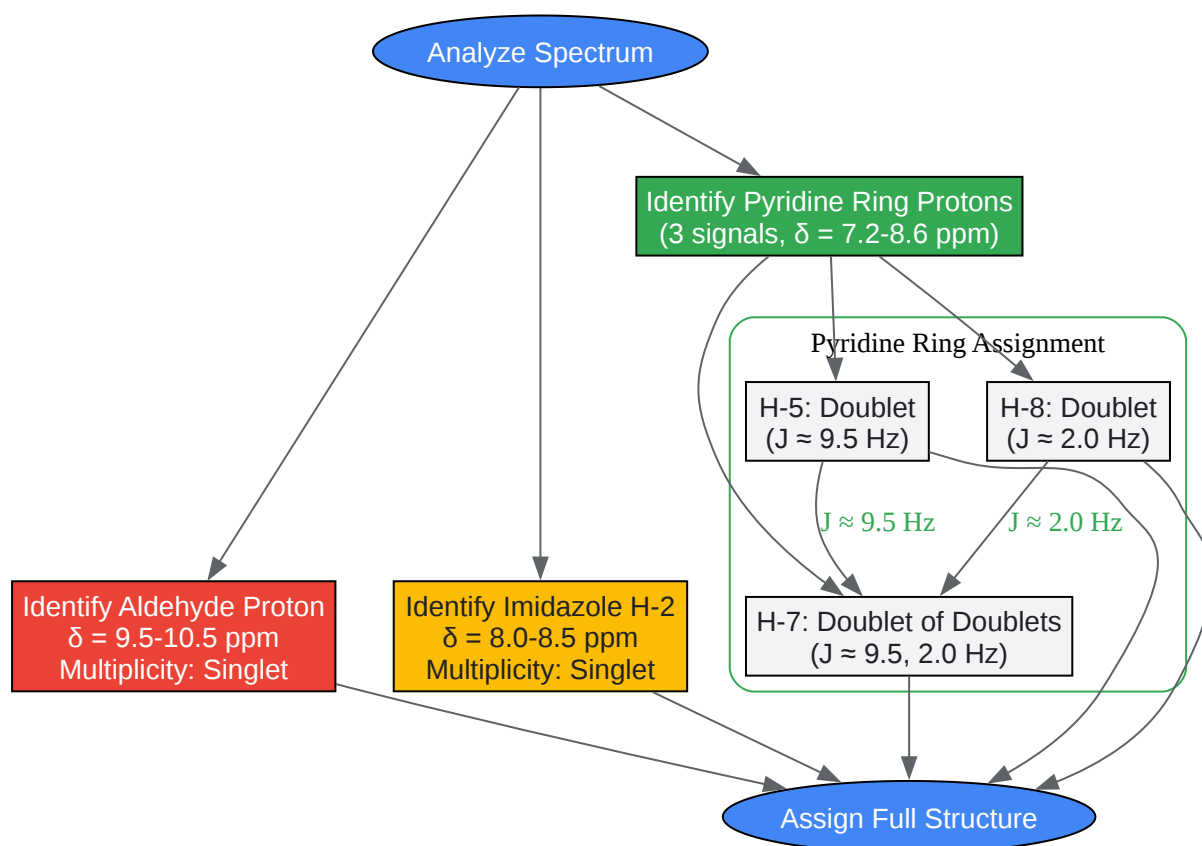 Analyze Spectrum
Identify Pyridine Ring Protons
(3 signals, δ = 7.2-8.6 ppm)
Pyridine Ring Assignment
H-5: Doublet
(J ≈ 9.5 Hz)
H-8: Doublet
(J ≈ 2.0 Hz)
J ≈ 9.5 Hz
J ≈ 2.0 Hz
Identify Aldehyde Proton
δ = 9.5-10.5 ppm
Multiplicity: Singlet
Identify Imidazole H-2
δ = 8.0-8.5 ppm
Multiplicity: Singlet
H-7: Doublet of Doublets
(J ≈ 9.5, 2.0 Hz)
Assign Full Structure